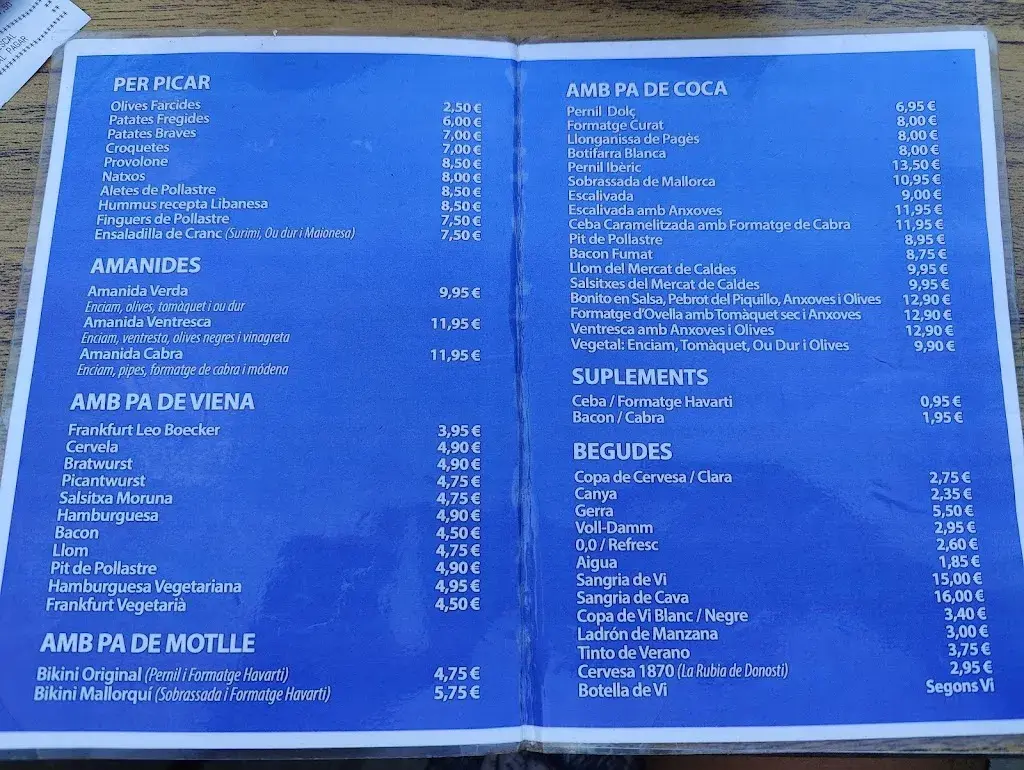 SCAL
AL PAGAR
PER PICAR
Olives Farcides 2,50 €
Patates Fregides 6,00 €
Patates Braves 7,00 €
Croquetes 7,00 €
Provolone 8,50 €
Natxos 8,00 €
Aletes de Pollastre 8,50 €
Hummus recepta Libanesa 8,50 €
Finguers de Pollastre 7,50 €
Ensaladilla de Cranc (Surimi, Ou dur i Maionesa) 7,50 €
AMANIDES
Amanida Verda 9,95 €
Enciam, olives, tomàquet i ou dur
Amanida Ventresca 11,95 €
Enciam, ventresta, olives negres i vinagreta
Amanida Cabra 11,95 €
Enciam, pipes, formatge de cabra i módena
AMB PA DE VIENA
Frankfurt Leo Boecker 3,95 €
Cervela 4,90 €
Bratwurst 4,90 €
Picantwurst 4,75 €
Salsitxa Moruna 4,75 €
Hamburguesa 4,90 €
Bacon 4,50 €
Llom 4,75 €
Pit de Pollastre 4,90 €
Hamburguesa Vegetariana 4,95 €
Frankfurt Vegetarià 4,50 €
AMB PA DE MOTLLE
Bikini Original (Pernil i Formatge Havarti) 4,75 €
Bikini Mallorquí (Sobrassada i Formatge Havarti) 5,75 €
AMB PA DE COCA
Pernil Dolç 6,95 €
Formatge Curat 8,00 €
Llonganissa de Pagès 8,00 €
Botifarra Blanca 8,00 €
Pernil Ibèric 13,50 €
Sobrassada de Mallorca 10,95 €
Escalivada 9,00 €
Escalivada amb Anxoves 11,95 €
Ceba Caramelitzada amb Formatge de Cabra 11,95 €
Pit de Pollastre 8,95 €
Bacon Fumat 8,75 €
Llom del Mercat de Caldes 9,95 €
Salsitxes del Mercat de Caldes 9,95 €
Bonito en Salsa, Pebrot del Piquillo, Anxoves i Olives 12,90 €
Formatge d'Ovella amb Tomàquet sec i Anxoves 12,90 €
Ventresca amb Anxoves i Olives 12,90 €
Vegetal: Enciam, Tomàquet, Ou Dur i Olives 9,90 €
SUPLEMENTS
Ceba / Formatge Havarti 0,95 €
Bacon / Cabra 1,95 €
BEGUDES
Copa de Cervesa / Clara 2,75 €
Canya 2,35 €
Gerra 5,50 €
Voll-Damm 2,95 €
0,0 / Refresc 2,60 €
Aigua 1,85 €
Sangria de Vi 15,00 €
Sangria de Cava 16,00 €
Copa de Vi Blanc / Negre 3,40 €
Ladrón de Manzana 3,00 €
Tinto de Verano 3,75 €
Cervesa 1870 (La Rubia de Donosti) 2,95 €
Botella de Vi Segons Vi